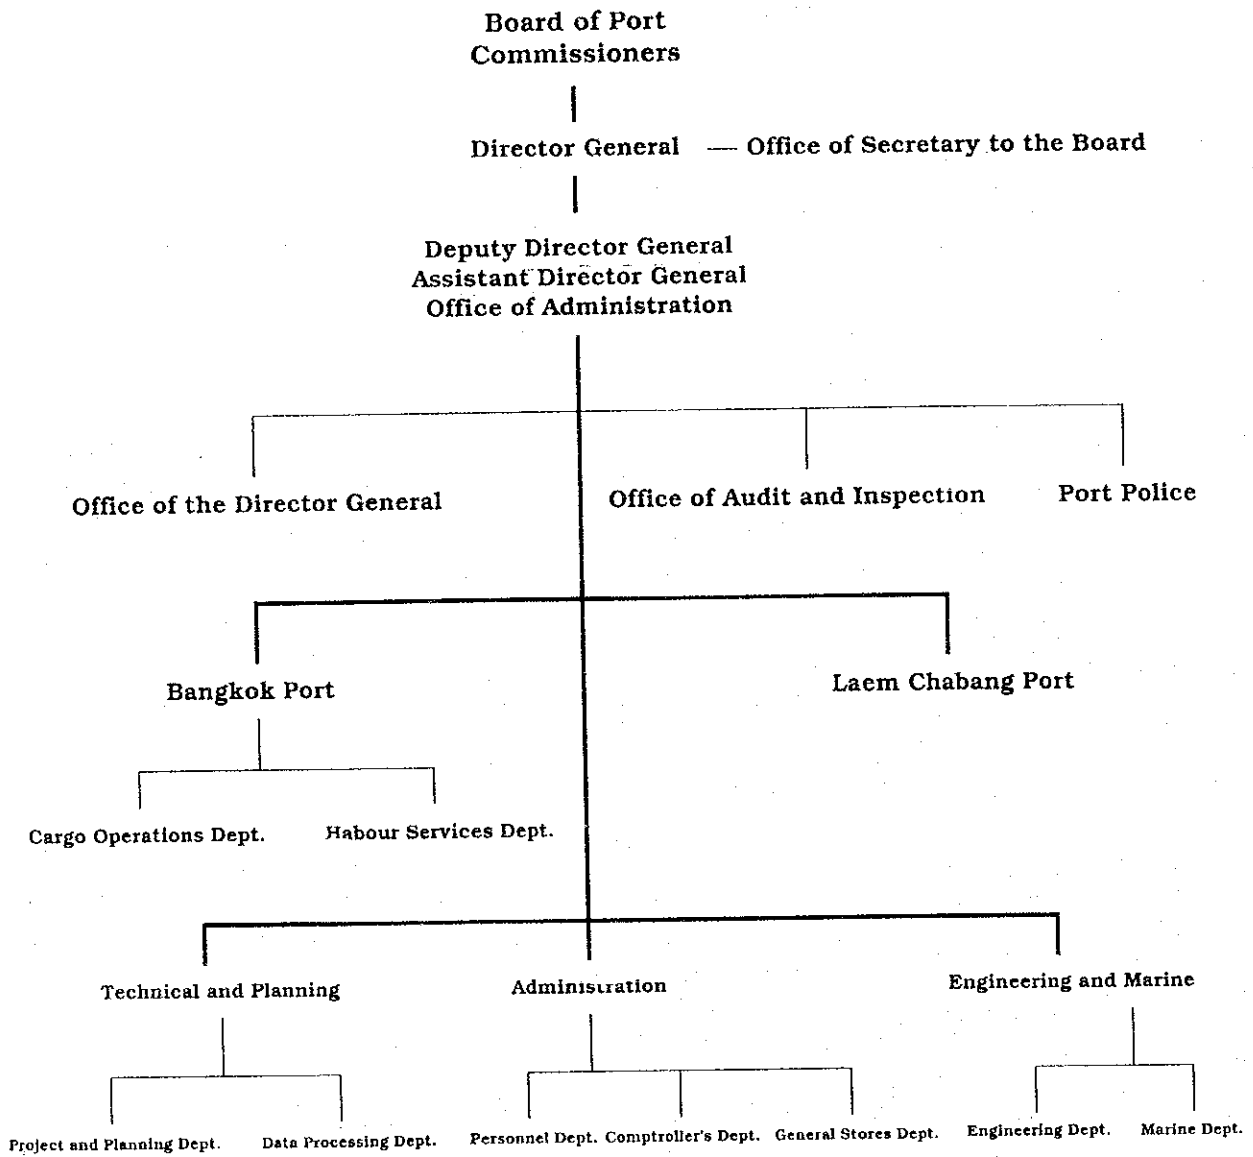 Board of Port
Commissioners
Director General — Office of Secretary to the Board
Deputy Director General
Assistant Director General
Office of Administration
Office of the Director General
Office of Audit and Inspection
Port Police
Bangkok Port
Laem Chabang Port
Cargo Operations Dept.
Habour Services Dept.
Technical and Planning
Administration
Engineering and Marine
Project and Planning Dept.
Data Processing Dept.
Personnel Dept.
Comptroller's Dept.
General Stores Dept.
Engineering Dept.
Marine Dept.